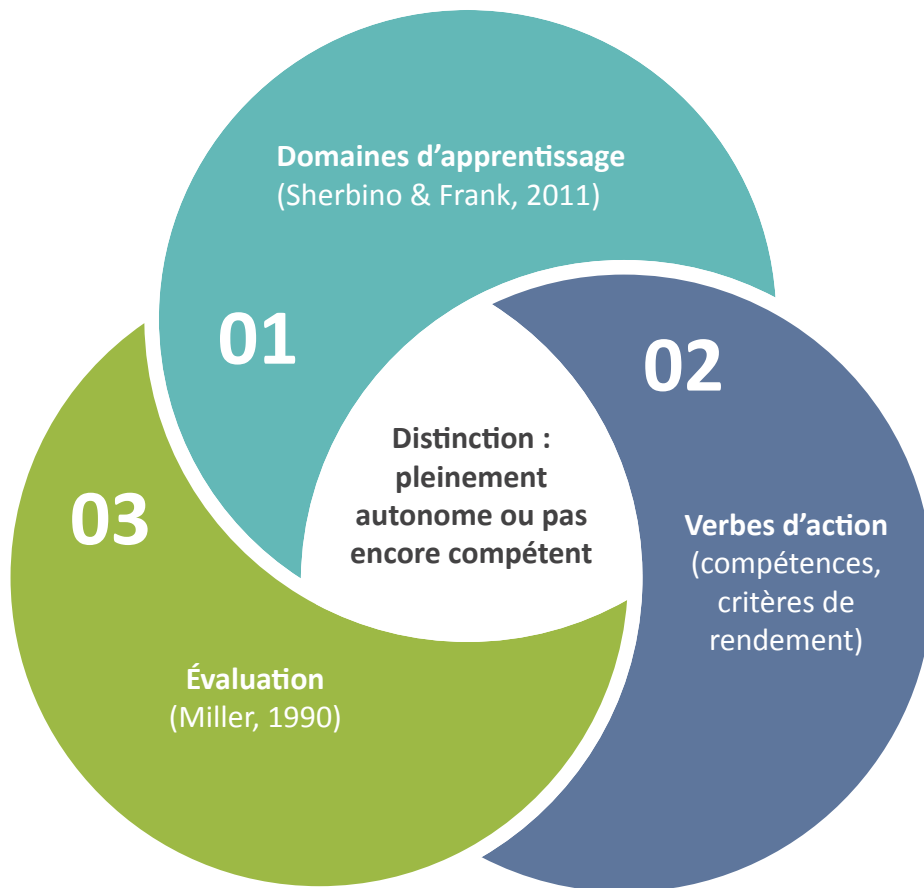 Domaines d’apprentissage
(Sherbino & Frank, 2011)
01
02
Distinction :
pleinement
autonome ou pas
encore compétent
03
Verbes d’action
(compétences,
critères de
rendement)
Évaluation
(Miller, 1990)